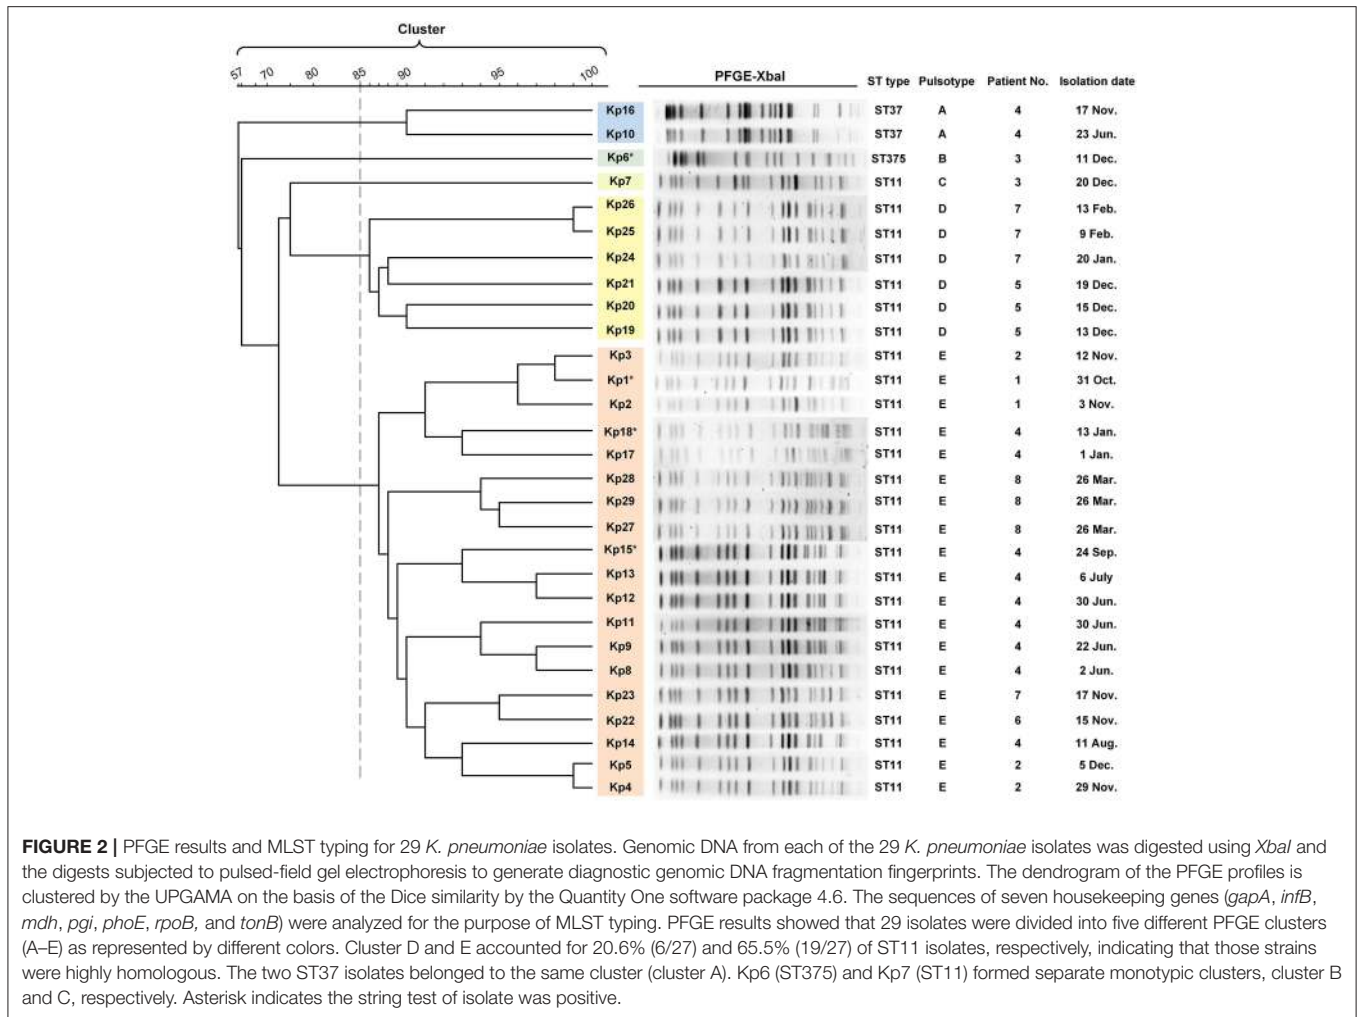 Cluster
57 70 80 85 90 95 100
PFGE-XbaI ST type Pulsotype Patient No. Isolation date
Kp16 ST37 A 4 17 Nov.
Kp10 ST37 A 4 23 Jun.
Kp6* ST375 B 3 11 Dec.
Kp7 ST11 C 3 20 Dec.
Kp26 ST11 D 7 13 Feb.
Kp25 ST11 D 7 9 Feb.
Kp24 ST11 D 7 20 Jan.
Kp21 ST11 D 5 19 Dec.
Kp20 ST11 D 5 15 Dec.
Kp19 ST11 D 5 13 Dec.
Kp3 ST11 E 2 12 Nov.
Kp1* ST11 E 1 31 Oct.
Kp2 ST11 E 1 3 Nov.
Kp18* ST11 E 4 13 Jan.
Kp17 ST11 E 4 1 Jan.
Kp28 ST11 E 8 26 Mar.
Kp29 ST11 E 8 26 Mar.
Kp27 ST11 E 8 26 Mar.
Kp15* ST11 E 4 24 Sep.
Kp13 ST11 E 4 6 July
Kp12 ST11 E 4 30 Jun.
Kp11 ST11 E 4 30 Jun.
Kp9 ST11 E 4 22 Jun.
Kp8 ST11 E 4 2 Jun.
Kp23 ST11 E 7 17 Nov.
Kp22 ST11 E 6 15 Nov.
Kp14 ST11 E 4 11 Aug.
Kp5 ST11 E 2 5 Dec.
Kp4 ST11 E 2 29 Nov.
FIGURE 2 | PFGE results and MLST typing for 29 K. pneumoniae isolates. Genomic DNA from each of the 29 K. pneumoniae isolates was digested using XbaI and
the digests subjected to pulsed-field gel electrophoresis to generate diagnostic genomic DNA fragmentation fingerprints. The dendrogram of the PFGE profiles is
clustered by the UPGAMA on the basis of the Dice similarity by the Quantity One software package 4.6. The sequences of seven housekeeping genes (gapA, infB,
mdh, pgi, phoE, rpoB, and tonB) were analyzed for the purpose of MLST typing. PFGE results showed that 29 isolates were divided into five different PFGE clusters
(A–E) as represented by different colors. Cluster D and E accounted for 20.6% (6/27) and 65.5% (19/27) of ST11 isolates, respectively, indicating that those strains
were highly homologous. The two ST37 isolates belonged to the same cluster (cluster A). Kp6 (ST375) and Kp7 (ST11) formed separate monotypic clusters, cluster B
and C, respectively. Asterisk indicates the string test of isolate was positive.